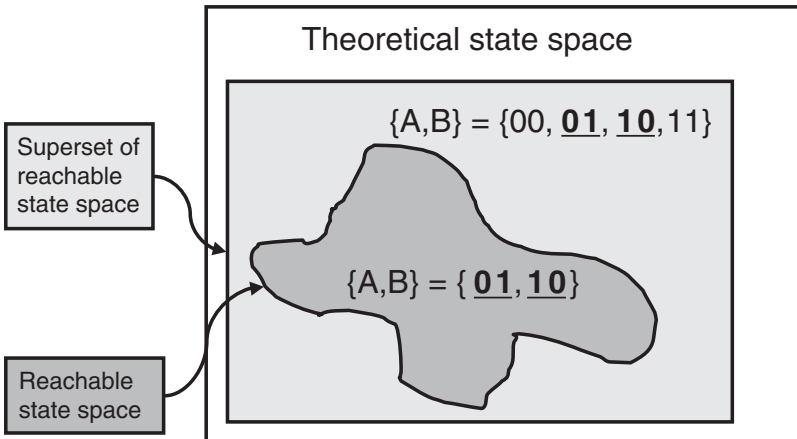 Theoretical state space
{A,B} = {00, 01, 10,11}
Superset of
reachable
state space
{A,B} = { 01, 10}
Reachable
state space